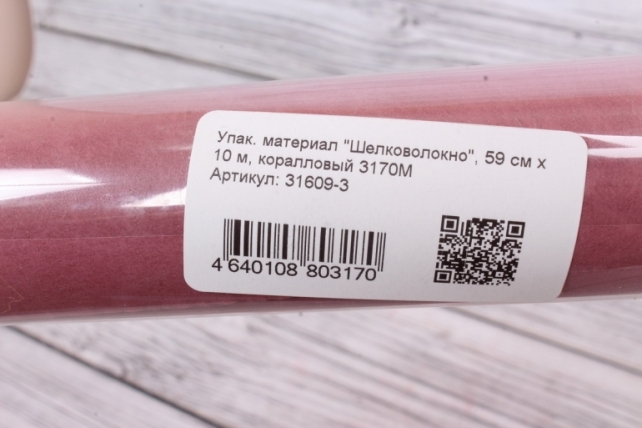 Упак. материал "Шелковолокно", 59 см х
10 м, коралловый 3170М
Артикул: 31609-3
4 640108 803170